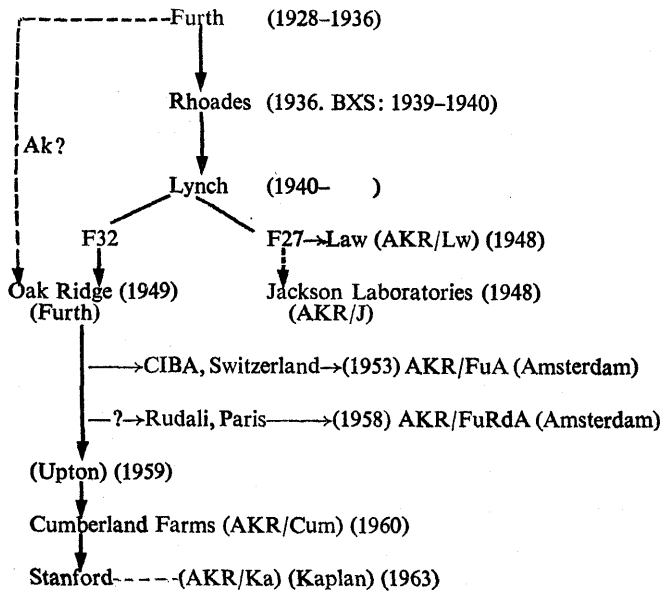 Furth (1928–1936)
Rhoades (1936. BXS: 1939–1940)
Ak?
Lynch (1940– )
F32
F27 Law (AKR/Lw) (1948)
Oak Ridge (1949)
(Furth)
Jackson Laboratories (1948)
(AKR/J)
CIBA, Switzerland (1953) AKR/FuA (Amsterdam)
? Rudali, Paris (1958) AKR/FuRdA (Amsterdam)
(Upton) (1959)
Cumberland Farms (AKR/Cum) (1960)
Stanford (AKR/Ka) (Kaplan) (1963)